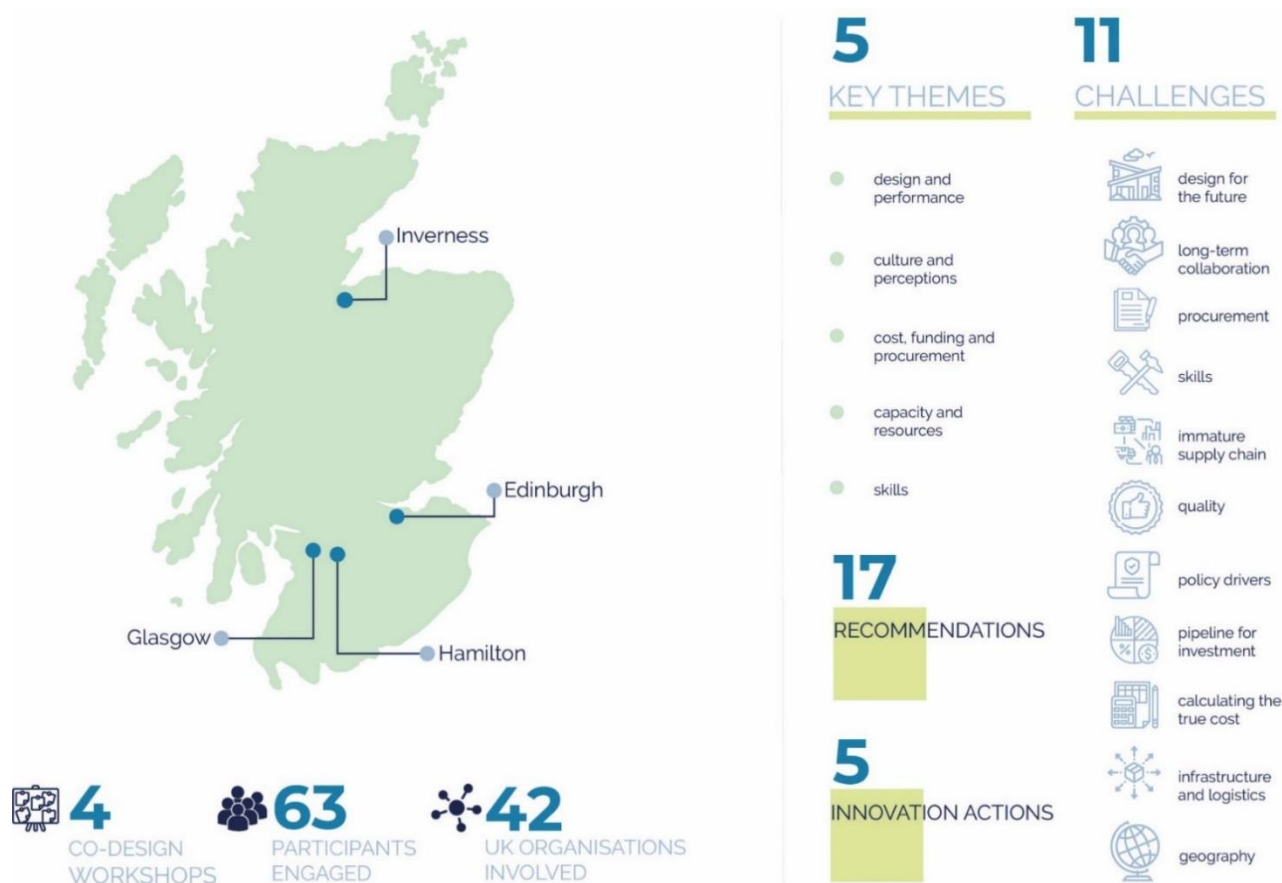 Inverness
Edinburgh
Glasgow
Hamilton
4
CO-DESIGN
WORKSHOPS
63
PARTICIPANTS
ENGAGED
42
UK ORGANISATIONS
INVOLVED
5
KEY THEMES
design and
performance
culture and
perceptions
cost, funding and
procurement
capacity and
resources
skills
17
RECOMMENDATIONS
5
INNOVATION ACTIONS
11
CHALLENGES
design for
the future
long-term
collaboration
procurement
skills
immature
supply chain
quality
policy drivers
pipeline for
investment
calculating the
true cost
infrastructure
and logistics
geography